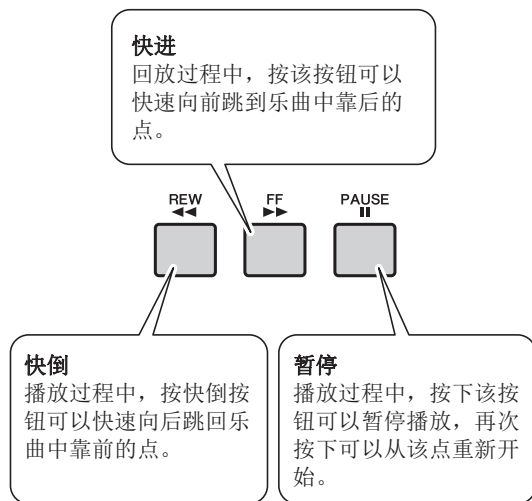 快进
回放过程中，按该按钮可以
快速向前跳到乐曲中靠后的
点。
REW
FF
PAUSE
快倒
播放过程中，按快倒按
钮可以快速向后跳回乐
曲中靠前的点。
暂停
播放过程中，按下该按
钮可以暂停播放，再次
按下可以从该点重新开
始。